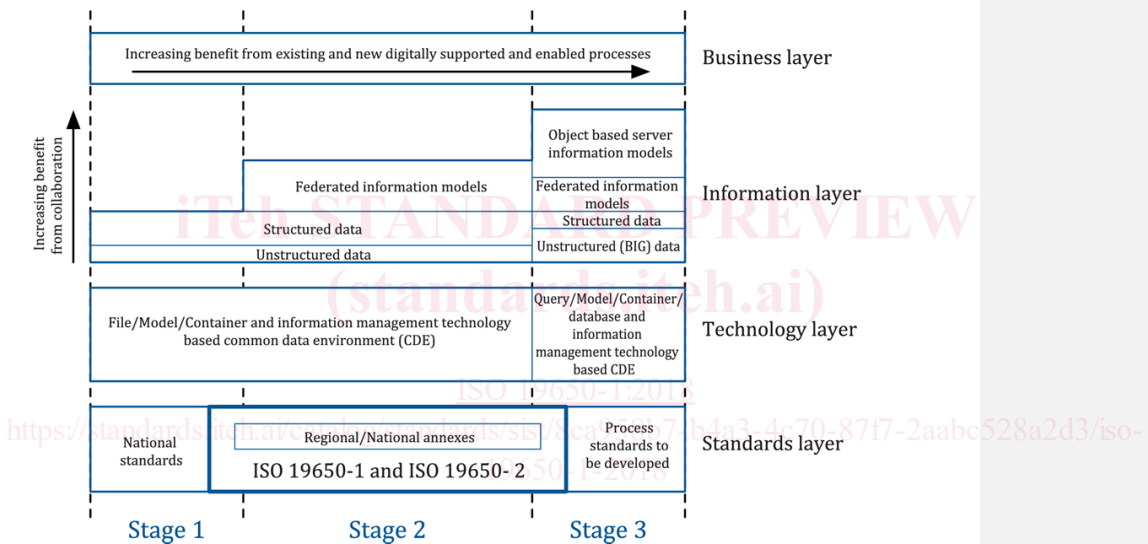 Increasing benefit from existing and new digitally supported and enabled processes
Business layer
Increasing benefit
from collaboration
Object based server
information models
Federated information models
Federated information
models
Information layer
iTeh STANDARD PREVIEW
Structured data
Structured data
Unstructured data
Unstructured (BIG) data
(standards.iteh.ai)
File/Model/Container and information management technology
based common data environment (CDE)
Query/Model/Container/
database and
information
management technology
based CDE
Technology layer
ISO 19650-1:2018
National
standards
Regional/National annexes
ISO 19650-1 and ISO 19650- 2
Process
standards to
be developed
Standards layer
19650-1-2018
Stage 1
Stage 2
Stage 3